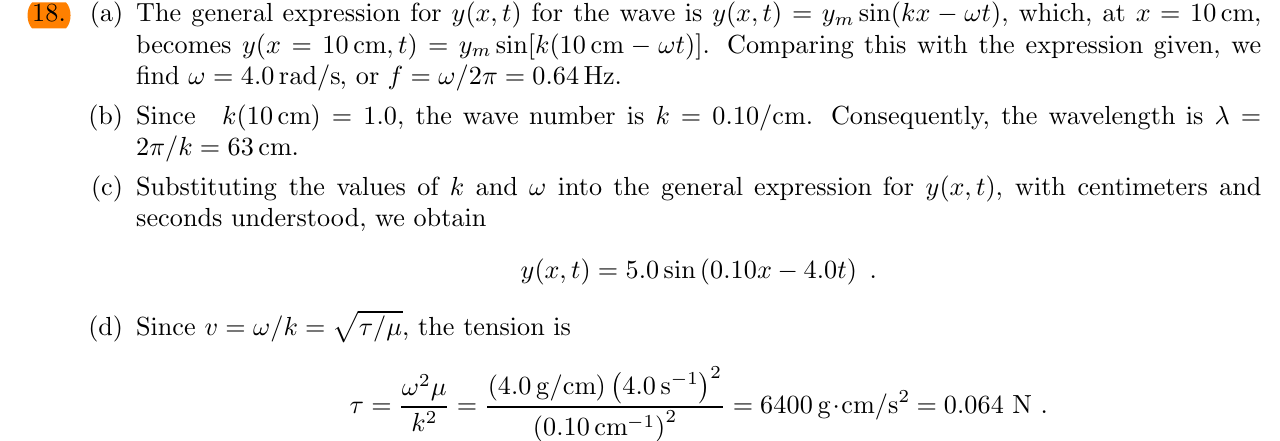 18. (a) The general expression for y(x, t) for the wave is y(x, t) = yₘ sin(kx − ωt), which, at x = 10 cm,
becomes y(x = 10 cm, t) = yₘ sin[k(10 cm − ωt)]. Comparing this with the expression given, we
find ω = 4.0 rad/s, or f = ω/2π = 0.64 Hz.
(b) Since k(10 cm) = 1.0, the wave number is k = 0.10/cm. Consequently, the wavelength is λ =
2π/k = 63 cm.
(c) Substituting the values of k and ω into the general expression for y(x, t), with centimeters and
seconds understood, we obtain
y(x, t) = 5.0 sin (0.10x − 4.0t) .
(d) Since v = ω/k = √(τ/μ), the tension is
τ = ω²μ / k² = (4.0 g/cm) (4.0 s⁻¹)² / (0.10 cm⁻¹)² = 6400 g·cm/s² = 0.064 N .